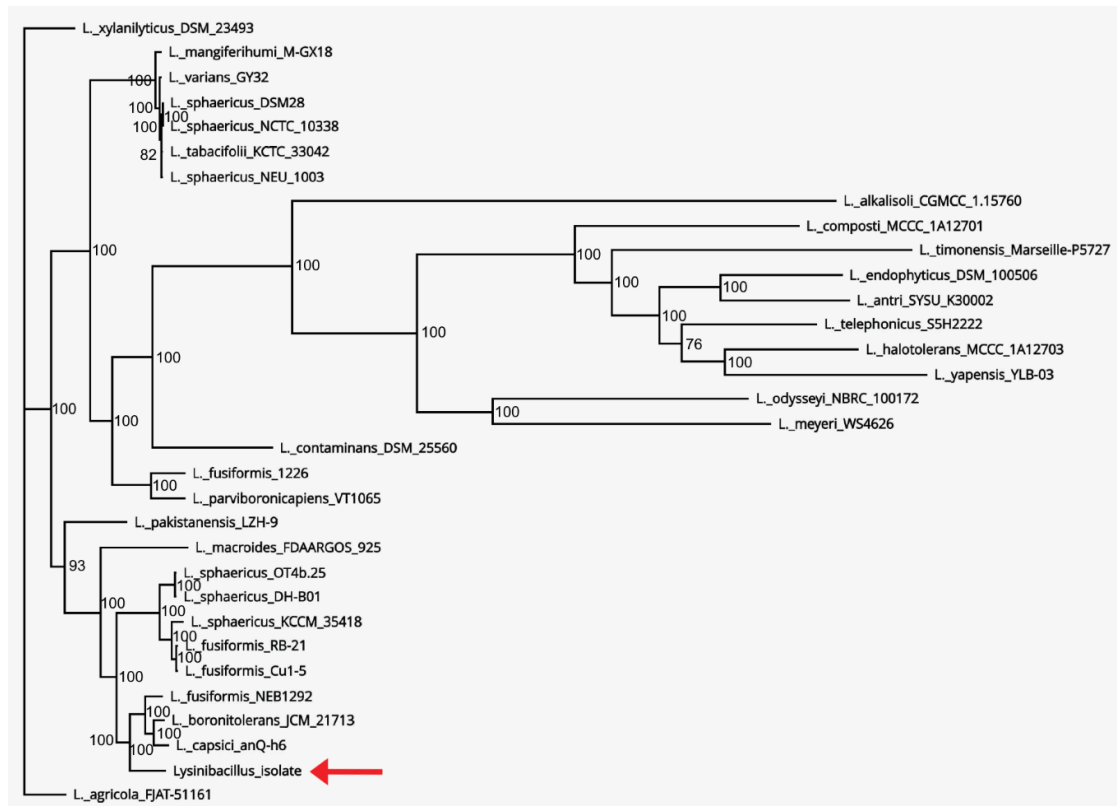 L._xylanilyticus_DSM_23493
L._mangiferihumi_M-GX18
100
L._varians_GY32
L._sphaericus_DSM28
100
100
L._sphaericus_NCTC_10338
100
L._tabacifolii_KCTC_33042
82
L._sphaericus_NEU_1003
L._alkalisoli_CGMCC_1.15760
L._composti_MCCC_1A12701
100
L._timonensis_Marseille-P5727
100
100
L._endophyticus_DSM_100506
100
100
L._antri_SYSU_K30002
100
L._telephonicus_S5H2222
100
76
L._halotolerans_MCCC_1A12703
100
100
L._yapensis_YLB-03
L._odysseyi_NBRC_100172
100
100
L._meyeri_WS4626
100
L._contaminans_DSM_25560
L._fusiformis_1226
100
L._parviboronicapiens_VT1065
L._pakistanensis_LZH-9
L._macroides_FDAARGOS_925
93
L._sphaericus_OT4b.25
100
L._sphaericus_DH-B01
100
100
L._sphaericus_KCCM_35418
100
L._fusiformis_RB-21
100
L._fusiformis_Cu1-5
100
L._fusiformis_NEB1292
100
L._boronitolerans_JCM_21713
100
100
L._capsici_anQ-h6
100
Lysinibacillus_isolate
L._agricola_FJAT-51161